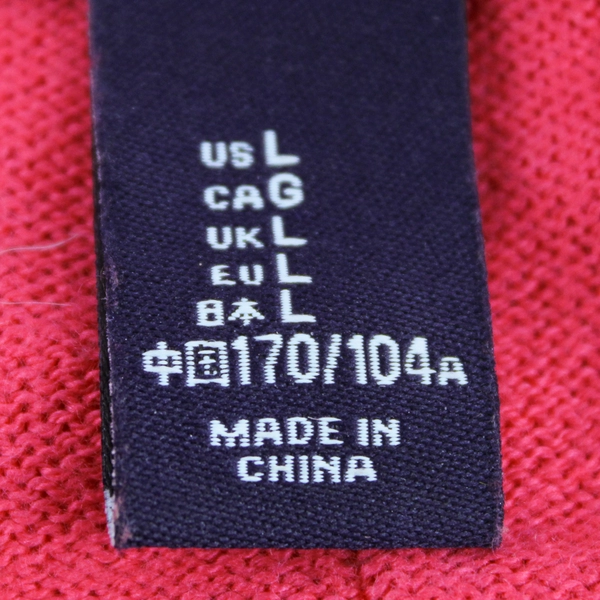 US L
CA G
UK L
EU L
日本 L
中国170/104A
MADE IN
CHINA